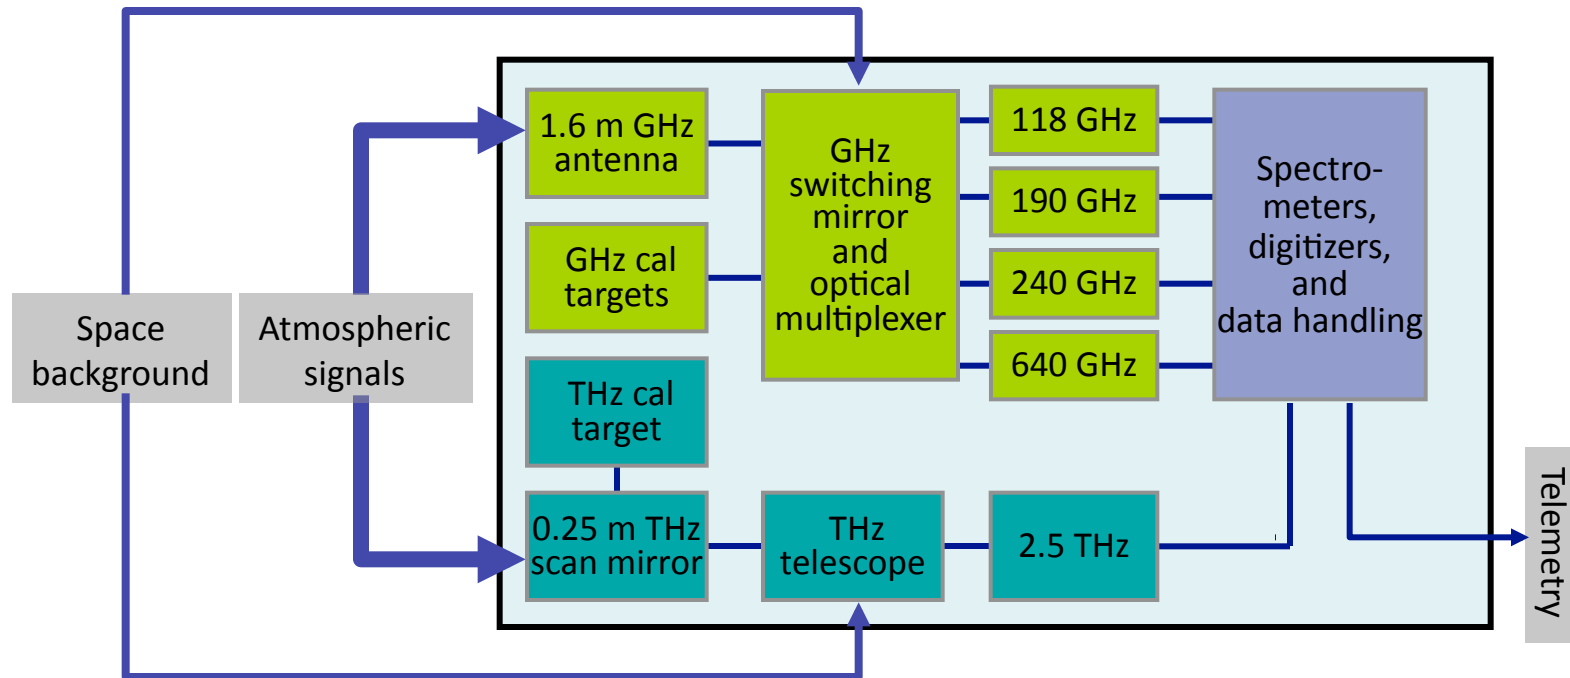 Space
background
Atmospheric
signals
1.6 m GHz
antenna
GHz cal
targets
THz cal
target
0.25 m THz
scan mirror
GHz
switching
mirror
and
optical
multiplexer
THz
telescope
118 GHz
190 GHz
240 GHz
640 GHz
2.5 THz
Spectro-
meters,
digitizers,
and
data handling
Telemetry